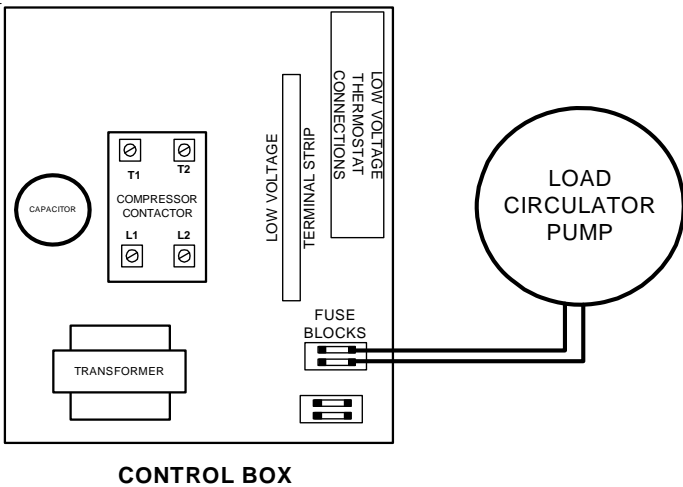 LOW VOLTAGE
THERMOSTAT
CONNECTIONS
LOW VOLTAGE
TERMINAL STRIP
T1
T2
COMPRESSOR
CONTACTOR
L1
L2
CAPACITOR
LOAD
CIRCULATOR
PUMP
FUSE
BLOCKS
TRANSFORMER
CONTROL BOX